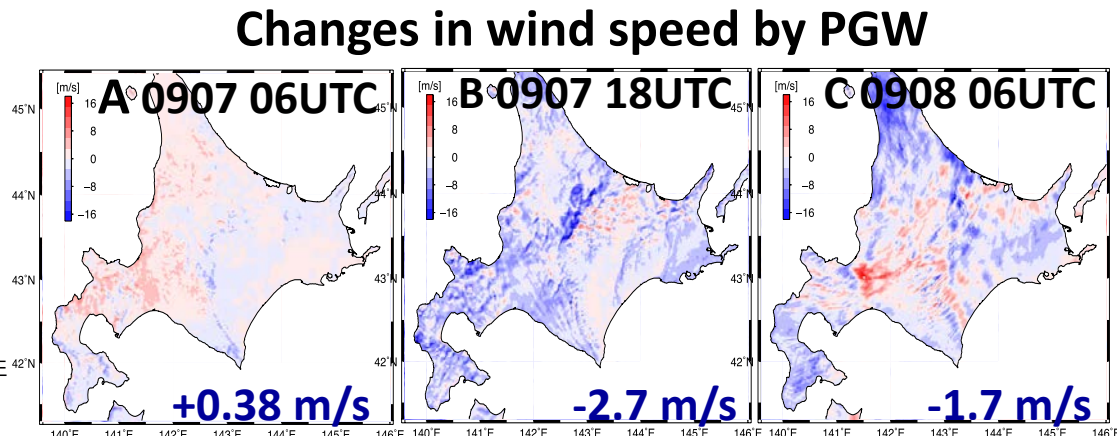 Changes in wind speed by PGW
A 0907 06UTC
[m/s]
16
8
0
−8
−16
45˚N
44˚N
43˚N
42˚N
+0.38 m/s
140˚E 141˚E 142˚E 143˚E 144˚E 145˚E 146˚E
B 0907 18UTC
[m/s]
16
8
0
−8
−16
45˚N
44˚N
43˚N
42˚N
-2.7 m/s
140˚E 141˚E 142˚E 143˚E 144˚E 145˚E 146˚E
C 0908 06UTC
[m/s]
16
8
0
−8
−16
45˚N
44˚N
43˚N
42˚N
-1.7 m/s
140˚E 141˚E 142˚E 143˚E 144˚E 145˚E 146˚E